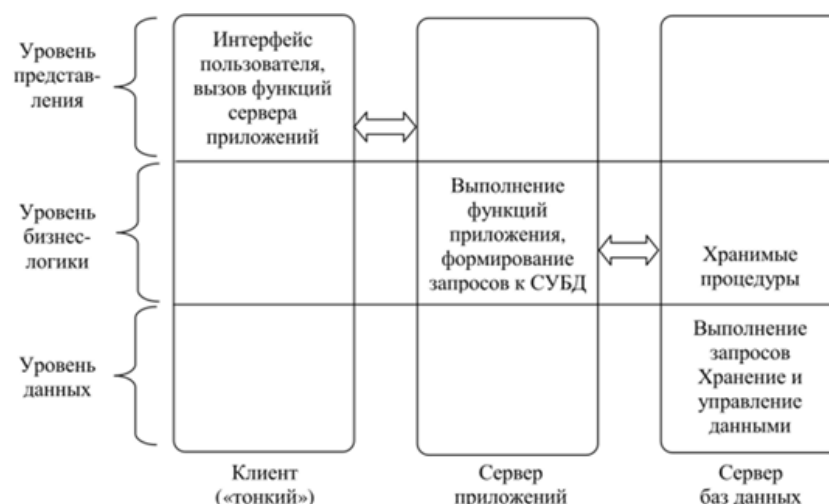 Уровень
представ-
ления
Интерфейс
пользователя,
вызов функций
сервера
приложений
Уровень
бизнес-
логики
Выполнение
функций
приложения,
формирование
запросов к СУБД
Хранимые
процедуры
Уровень
данных
Выполнение
запросов
Хранение и
управление
данными
Клиент
(«тонкий»)
Сервер
приложений
Сервер
баз данных